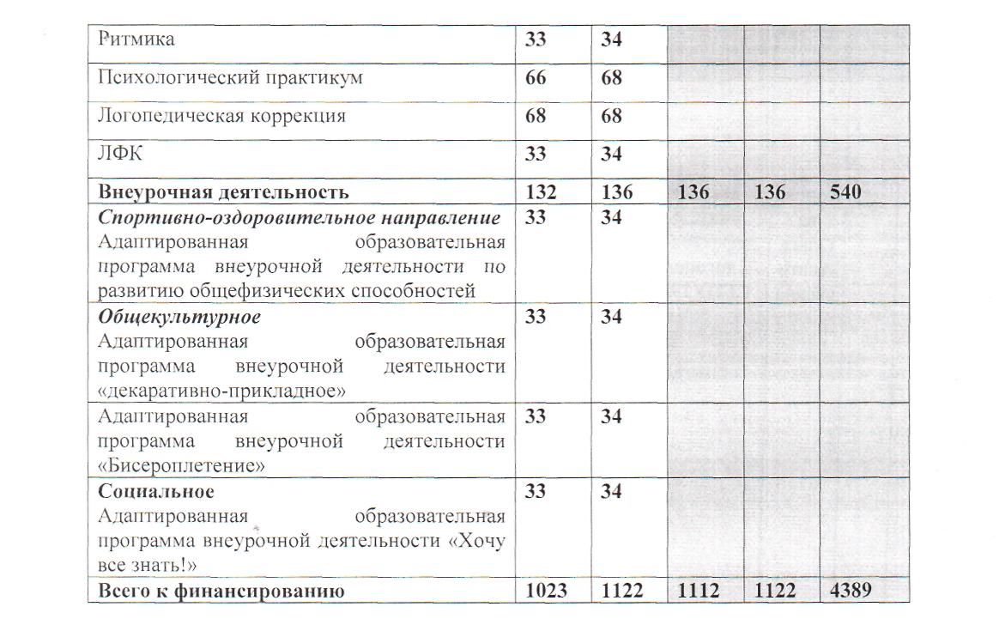 Ритмика 33 34
Психологический практикум 66 68
Логопедическая коррекция 68 68
ЛФК 33 34
Внеурочная деятельность 132 136 136 136 540
Спортивно-оздоровительное направление 33 34
Адаптированная образовательная
программа внеурочной деятельности по
развитию общефизических способностей
Общекультурное 33 34
Адаптированная образовательная
программа внеурочной деятельности
«декаративно-прикладное»
Адаптированная образовательная 33 34
программа внеурочной деятельности
«Бисероплетение»
Социальное 33 34
Адаптированная образовательная
программа внеурочной деятельности «Хочу
все знать!»
Всего к финансированию 1023 1122 1112 1122 4389